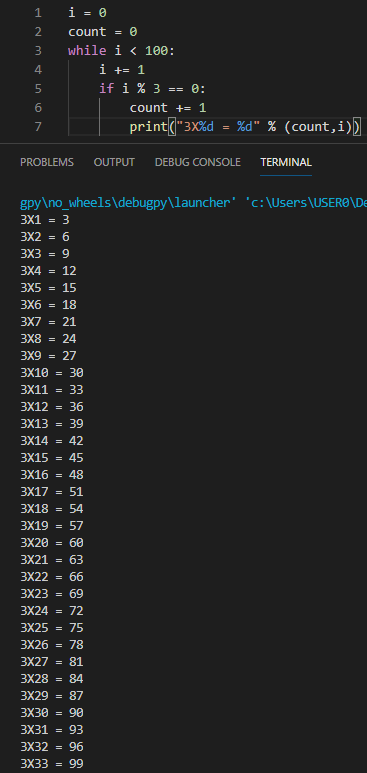 1 i = 0
2 count = 0
3 while i < 100:
4 i += 1
5 if i % 3 == 0:
6 count += 1
7 print("3X%d = %d" % (count,i))
PROBLEMS OUTPUT DEBUG CONSOLE TERMINAL
gpy\no_wheels\debugpy\launcher' 'c:\Users\USER0\De
3X1 = 3
3X2 = 6
3X3 = 9
3X4 = 12
3X5 = 15
3X6 = 18
3X7 = 21
3X8 = 24
3X9 = 27
3X10 = 30
3X11 = 33
3X12 = 36
3X13 = 39
3X14 = 42
3X15 = 45
3X16 = 48
3X17 = 51
3X18 = 54
3X19 = 57
3X20 = 60
3X21 = 63
3X22 = 66
3X23 = 69
3X24 = 72
3X25 = 75
3X26 = 78
3X27 = 81
3X28 = 84
3X29 = 87
3X30 = 90
3X31 = 93
3X32 = 96
3X33 = 99